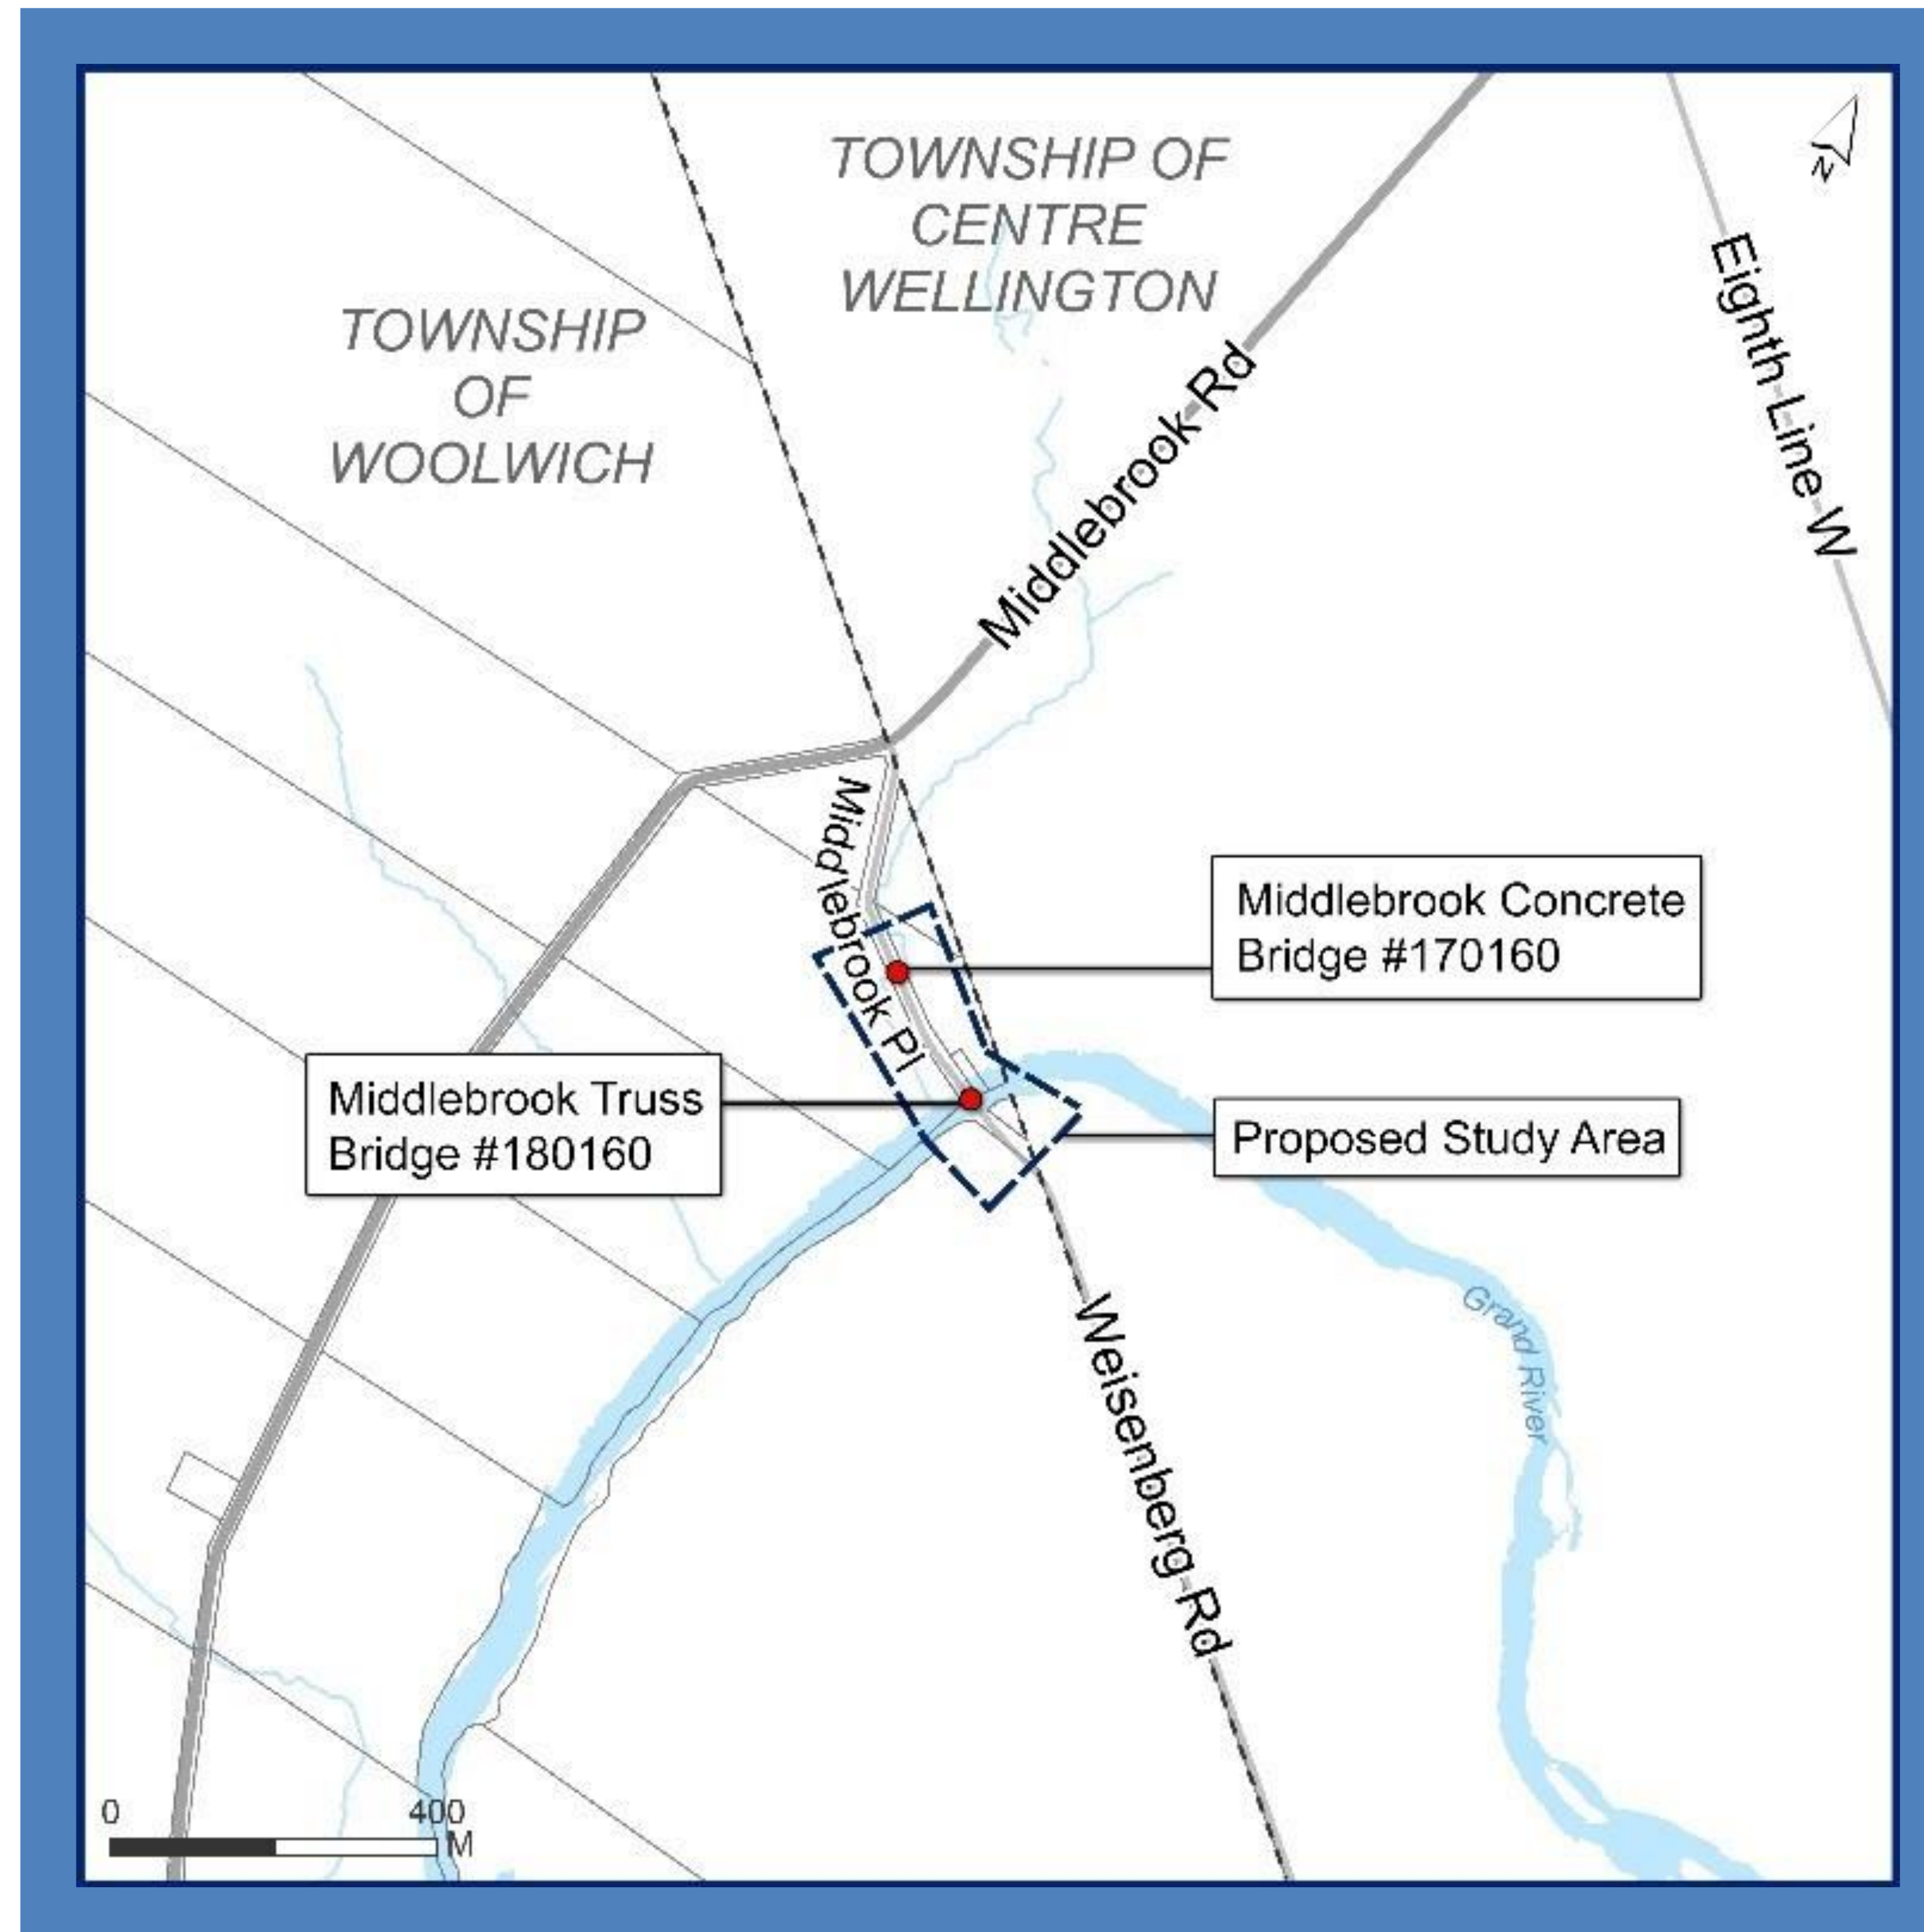 TOWNSHIP OF
CENTRE
WELLINGTON
N
TOWNSHIP
OF
WOOLWICH
Eighth Line W
Middlebrook Rd
Middlebrook Pl
Middlebrook Concrete
Bridge #170160
Middlebrook Truss
Bridge #180160
Proposed Study Area
Grand River
Weisenberg Rd
0 400
M